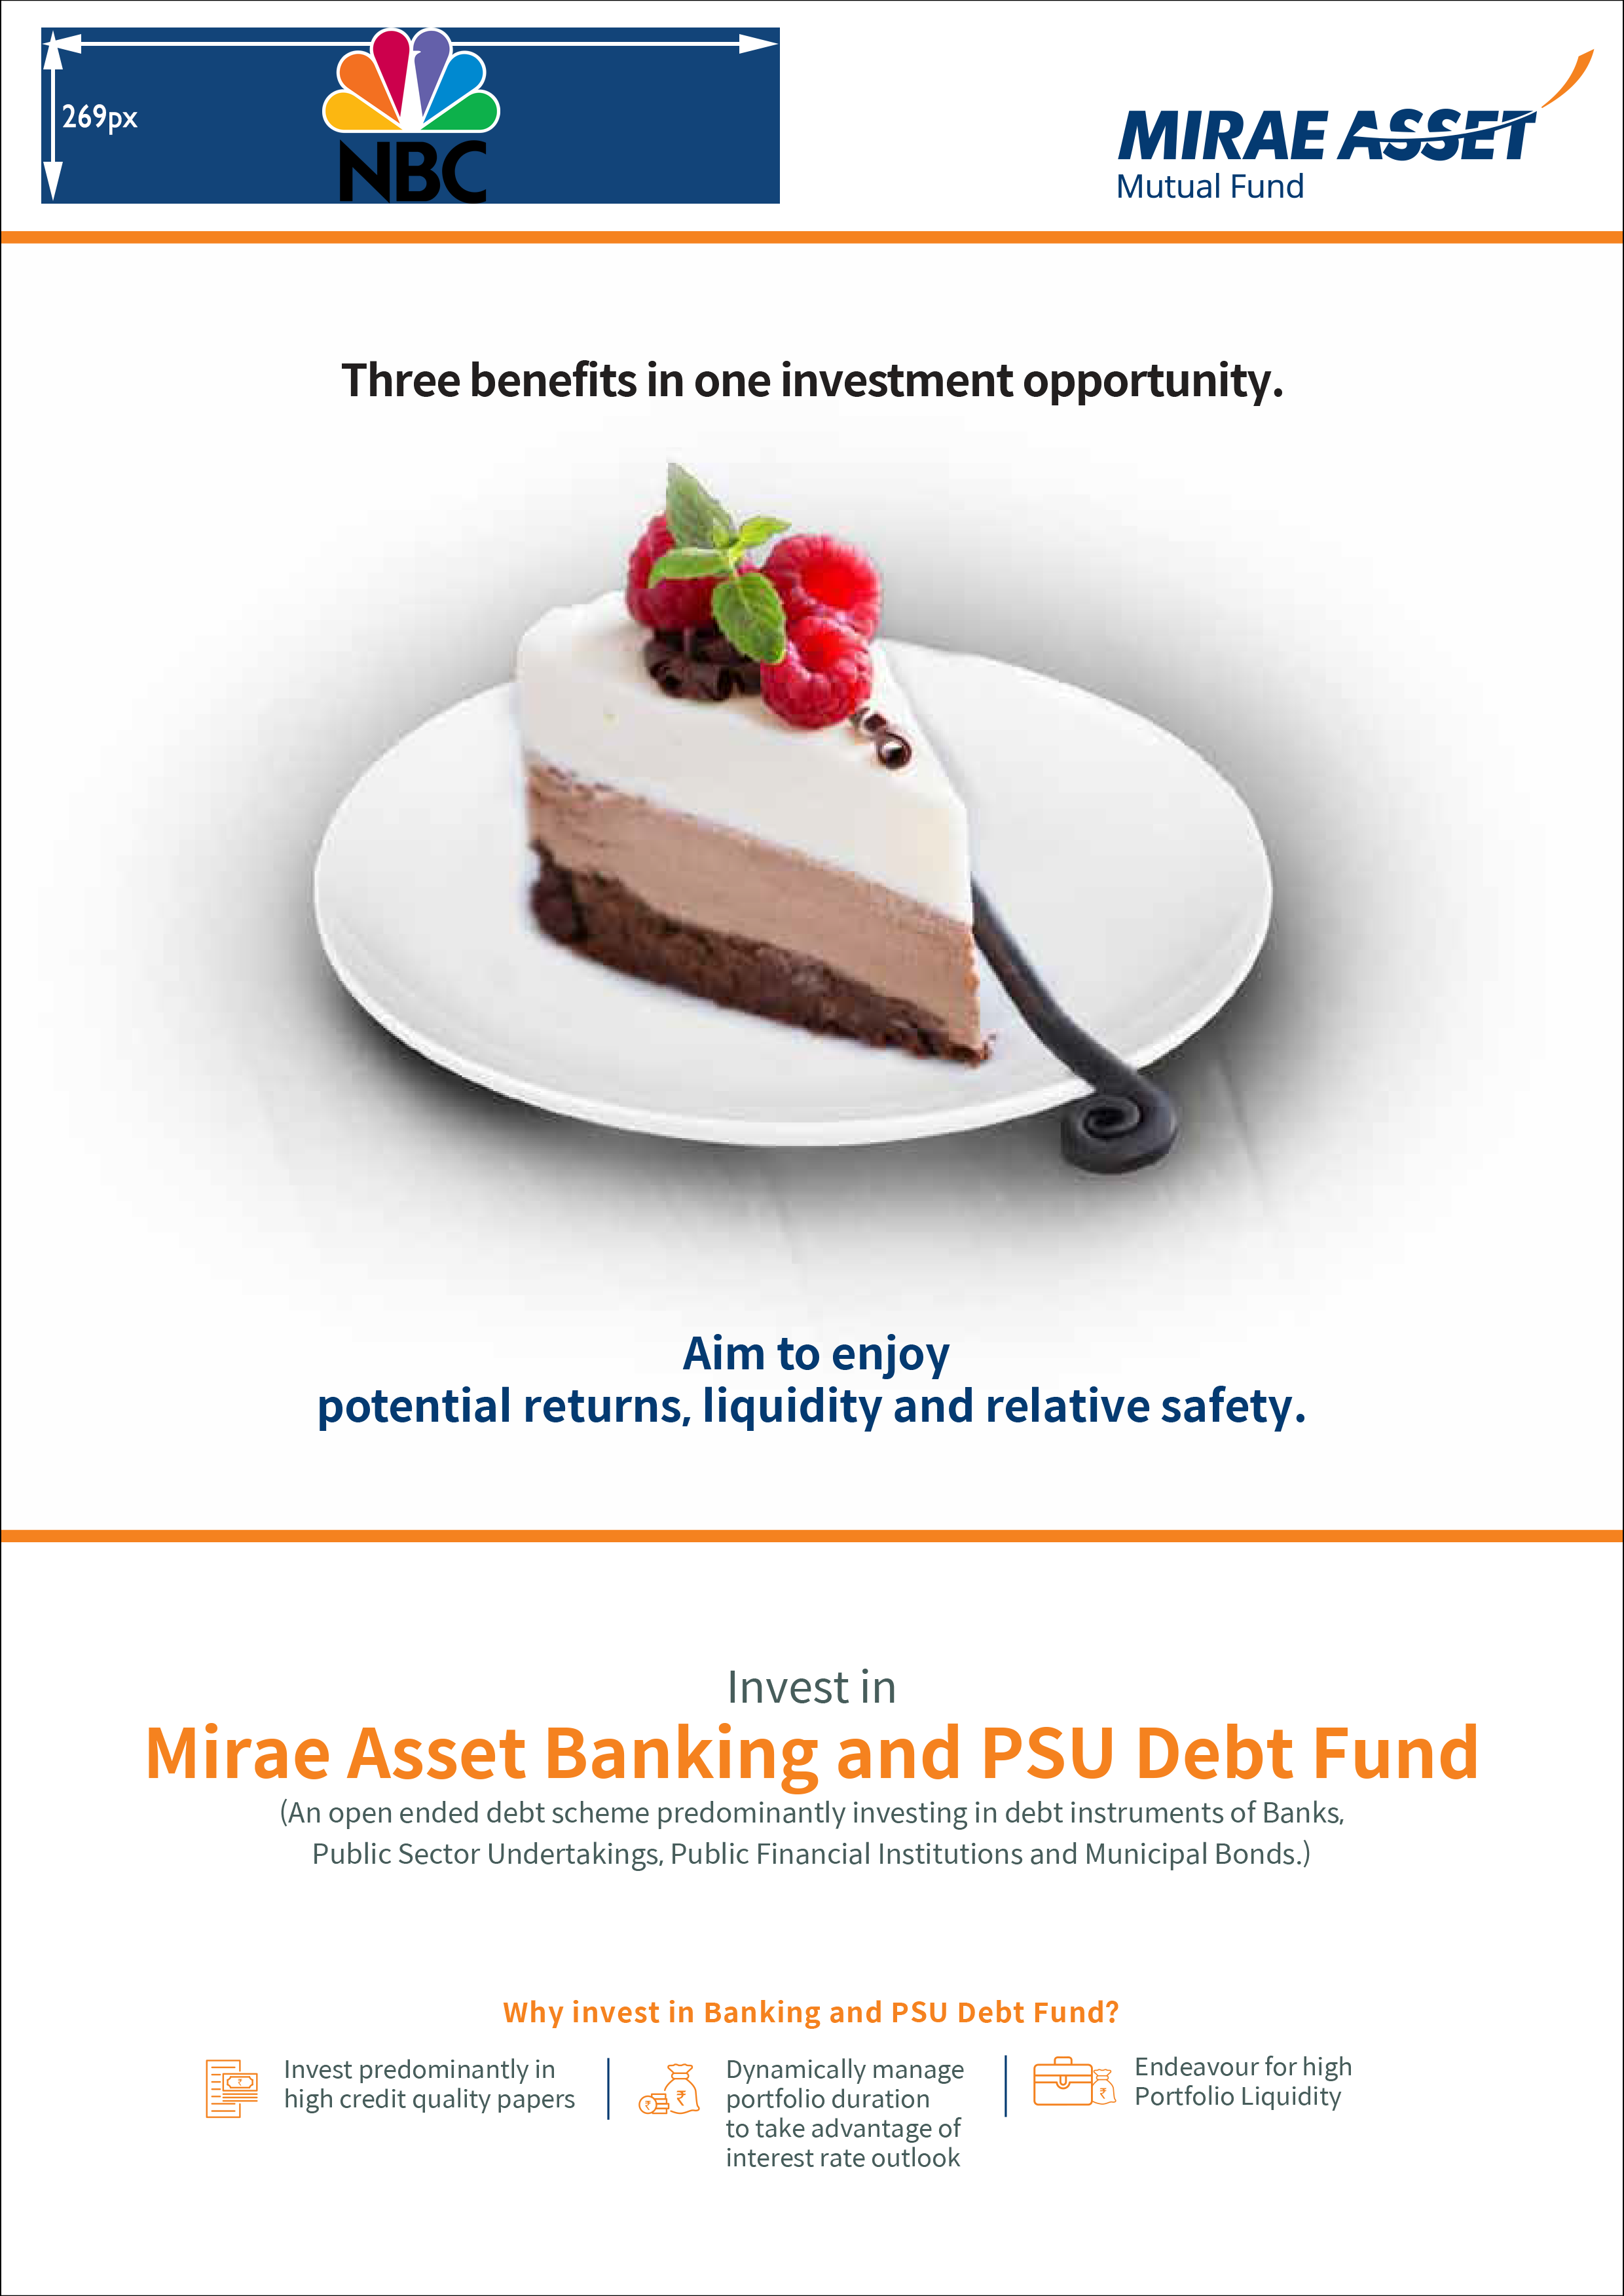 269px
NBC
MIRAE ASSET
Mutual Fund
Three benefits in one investment opportunity.
Aim to enjoy
potential returns, liquidity and relative safety.
Invest in
Mirae Asset Banking and PSU Debt Fund
(An open ended debt scheme predominantly investing in debt instruments of Banks,
Public Sector Undertakings, Public Financial Institutions and Municipal Bonds.)
Why invest in Banking and PSU Debt Fund?
Invest predominantly in
high credit quality papers
Dynamically manage
portfolio duration
to take advantage of
interest rate outlook
Endeavour for high
Portfolio Liquidity